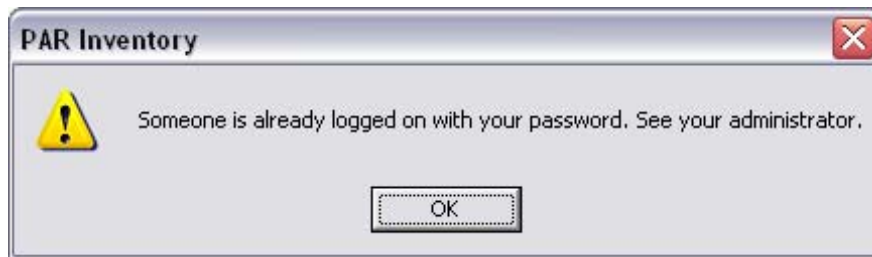 PAR Inventory
Someone is already logged on with your password. See your administrator.
OK